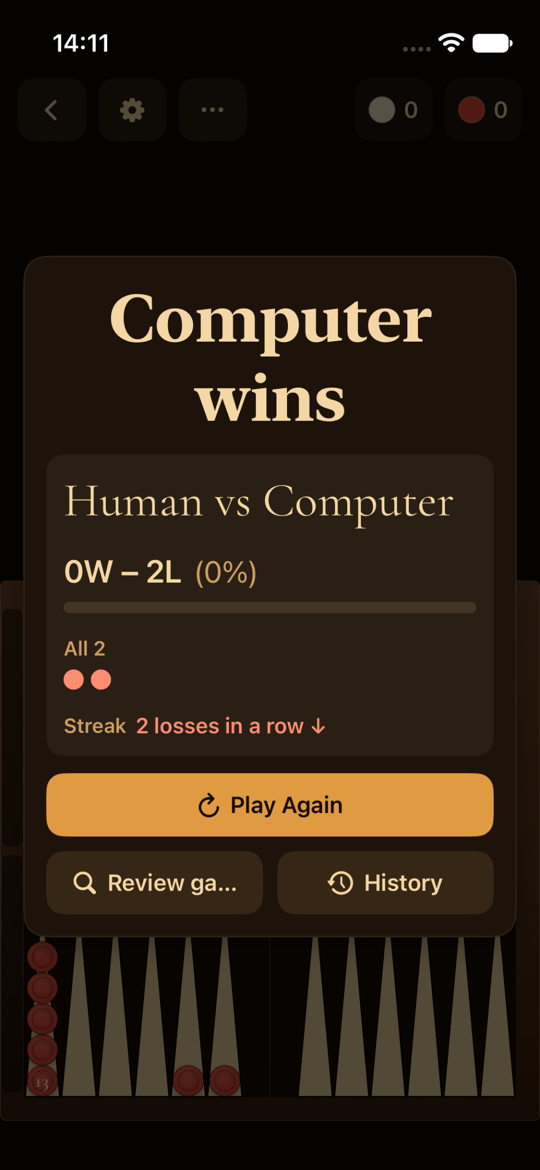 14:11
0
0
Computer
wins
Human vs Computer
0W – 2L (0%)
All 2
Streak 2 losses in a row ↓
Play Again
Review ga...
History
13